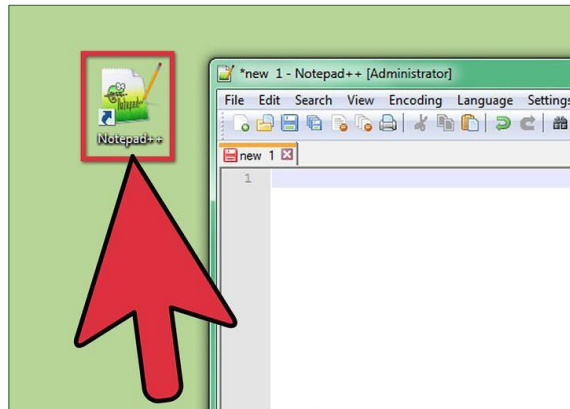 Notepad++
*new 1 - Notepad++ [Administrator]
File Edit Search View Encoding Language Settings
new 1
1